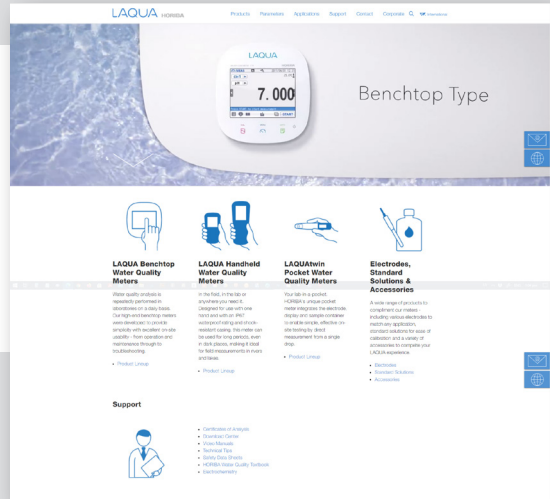 LAQUA HORIBA
Products Parameters Applications Support Contact Corporate
LAQUA
7.000
Benchtop Type
LAQUA Benchtop
Water Quality
Meters
Water quality analysis is
repeatedly performed in
laboratories on a daily basis.
Our high-end benchtop meters
were developed to provide
simplicity with excellent on-site
usability - from operation and
maintenance through to
troubleshooting.
• Product Lineup
LAQUA Handheld
Water Quality
Meters
In the field, in the lab or
anywhere you need it.
Designed for use with one
hand and with an IP67
waterproof rating and shock-
resistant casing, this meter can
be used for long periods, even
in dark places, making it ideal
for field measurements in rivers
and lakes.
• Product Lineup
LAQUAtwin
Pocket Water
Quality Meters
Your lab in a pocket
HORIBA's unique pocket
meter integrates the electrode,
display and sample container
to enable simple, effective on-
site testing by direct
measurement from a single
drop.
• Product Lineup
Electrodes,
Standard
Solutions &
Accessories
A wide range of products to
compliment our meters -
including various electrodes to
match any application,
standard solutions for ease of
calibration and a variety of
accessories to complete your
LAQUA experience.
• Electrodes
• Standard Solutions
• Accessories
Support
• Certificates of Analysis
• Download Center
• Video Manuals
• Technical Tips
• Safety Data Sheets
• HORIBA Water Quality Textbook
• Electrochemistry